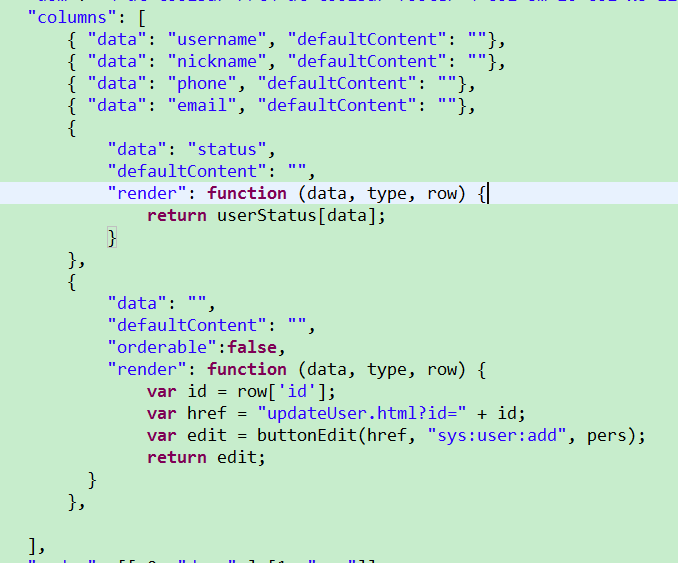 "columns": [
{ "data": "username", "defaultContent": ""},
{ "data": "nickname", "defaultContent": ""},
{ "data": "phone", "defaultContent": ""},
{ "data": "email", "defaultContent": ""},
{
"data": "status",
"defaultContent": "",
"render": function (data, type, row) {
return userStatus[data];
}
},
{
"data": "",
"defaultContent": "",
"orderable":false,
"render": function (data, type, row) {
var id = row['id'];
var href = "updateUser.html?id=" + id;
var edit = buttonEdit(href, "sys:user:add", pers);
return edit;
}
},
],